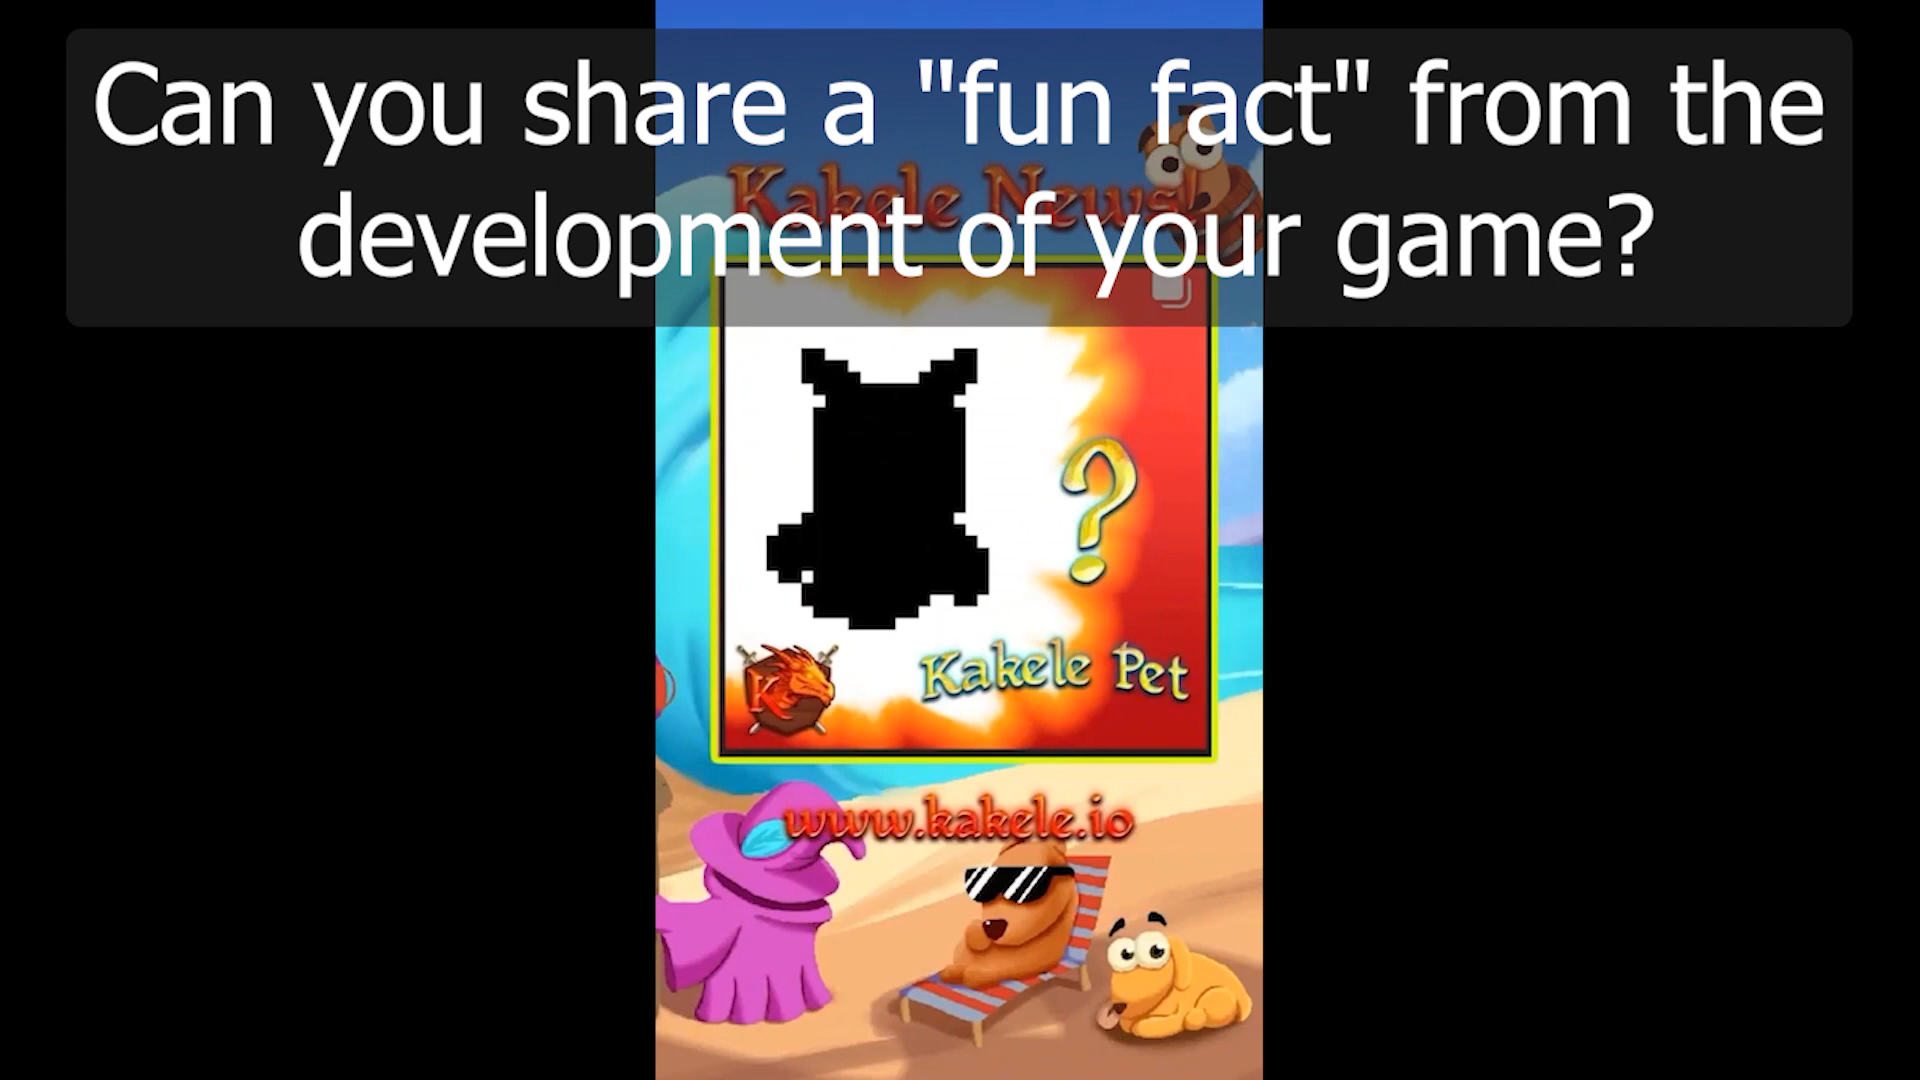 Can you share a "fun fact" from the
development of your game?
Kakele News!
?
K
Kakele Pet
www.kakele.io